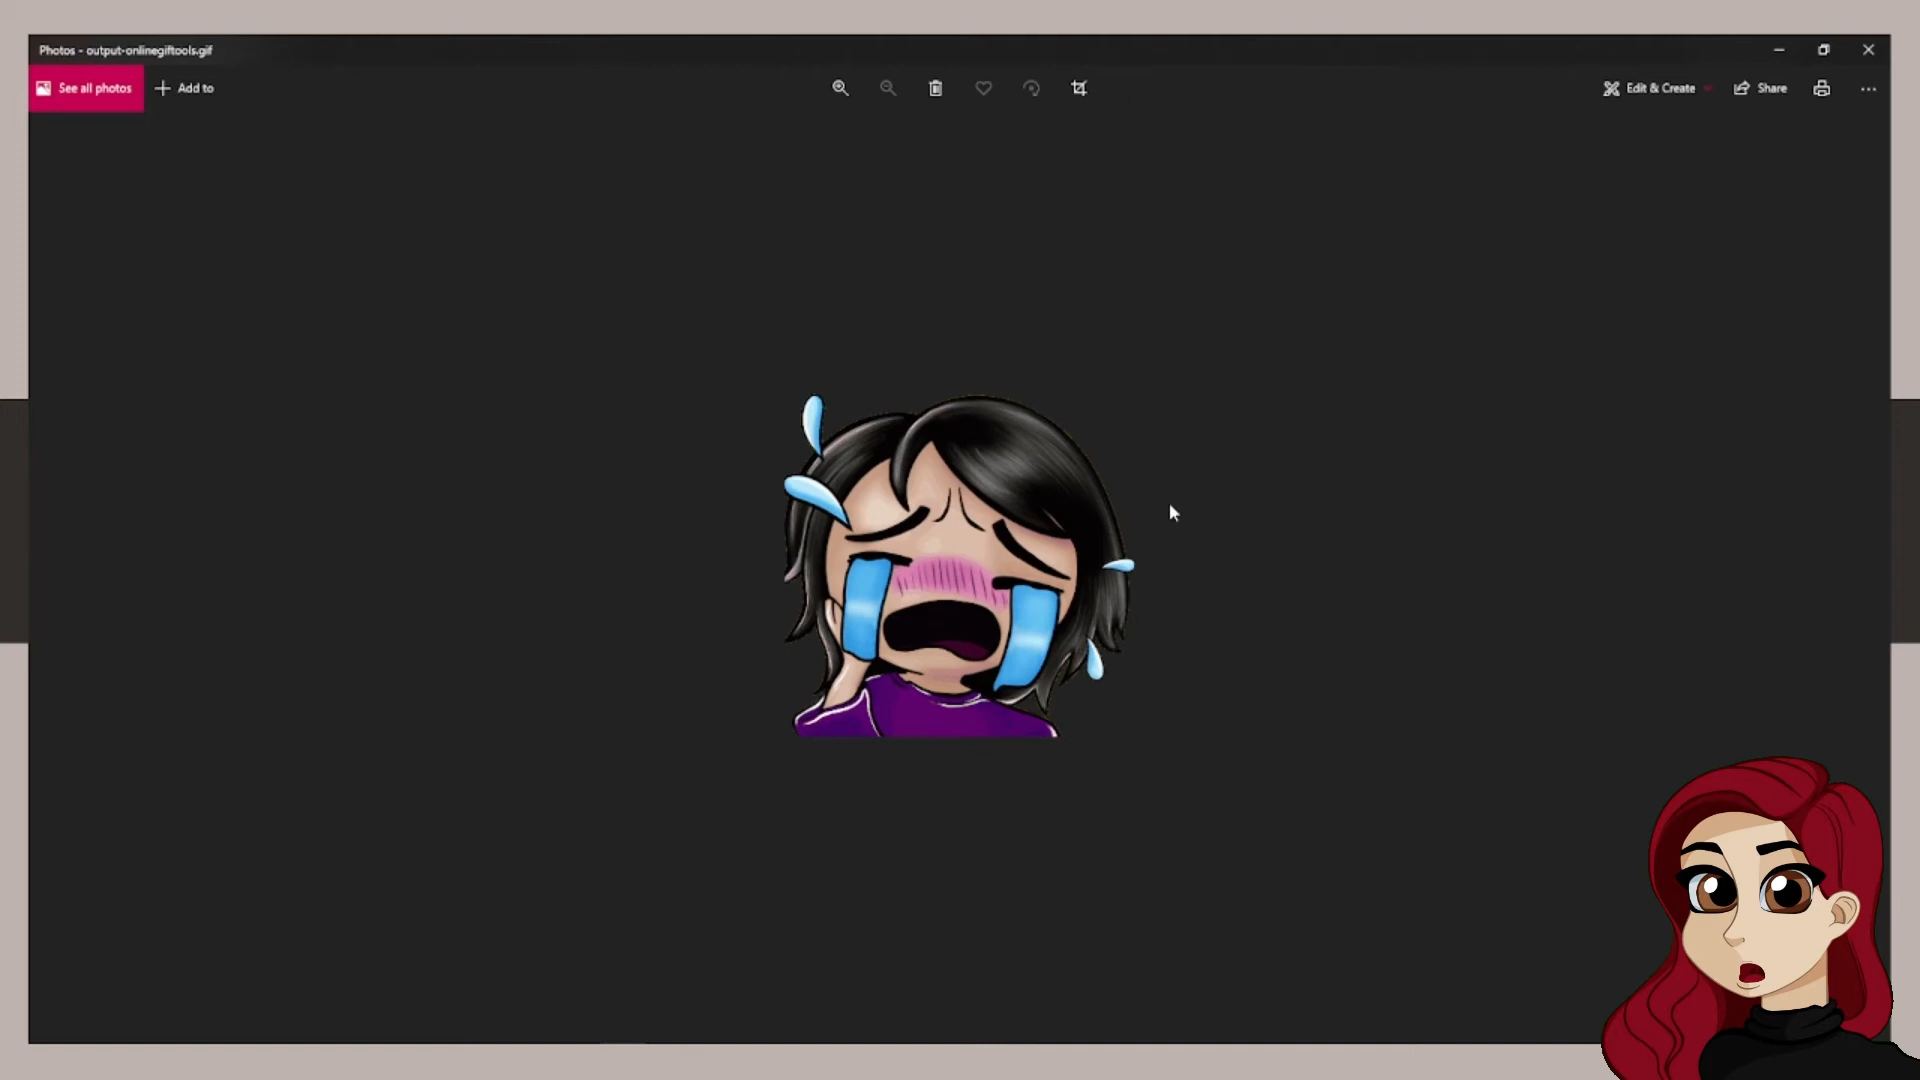 Photos - output-onlinegiftools.gif
See all photos
Add to
Edit & Create
Share